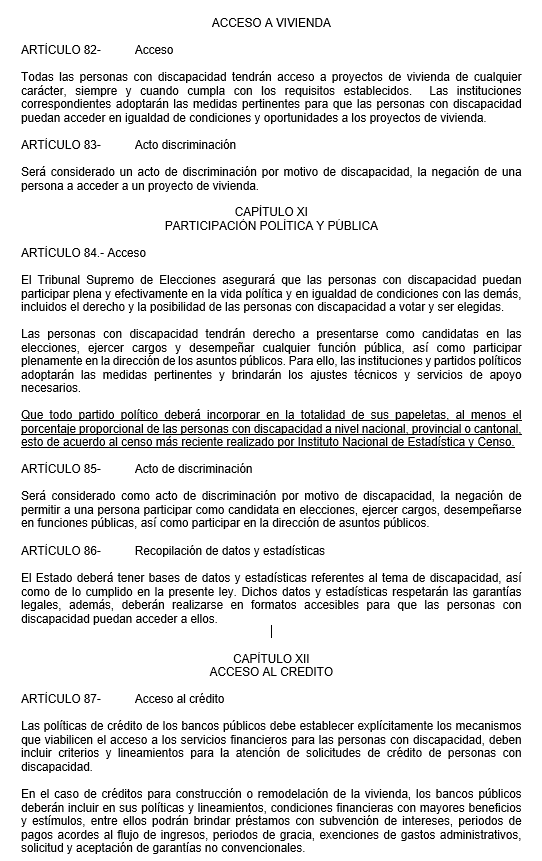 ACCESO A VIVIENDA
ARTÍCULO 82- Acceso
Todas las personas con discapacidad tendrán acceso a proyectos de vivienda de cualquier
carácter, siempre y cuando cumpla con los requisitos establecidos. Las instituciones
correspondientes adoptarán las medidas pertinentes para que las personas con discapacidad
puedan acceder en igualdad de condiciones y oportunidades a los proyectos de vivienda.
ARTÍCULO 83- Acto discriminación
Será considerado un acto de discriminación por motivo de discapacidad, la negación de una
persona a acceder a un proyecto de vivienda.
CAPÍTULO XI
PARTICIPACIÓN POLÍTICA Y PÚBLICA
ARTÍCULO 84.- Acceso
El Tribunal Supremo de Elecciones asegurará que las personas con discapacidad puedan
participar plena y efectivamente en la vida política y en igualdad de condiciones con las demás,
incluidos el derecho y la posibilidad de las personas con discapacidad a votar y ser elegidas.
Las personas con discapacidad tendrán derecho a presentarse como candidatas en las
elecciones, ejercer cargos y desempeñar cualquier función pública, así como participar
plenamente en la dirección de los asuntos públicos. Para ello, las instituciones y partidos políticos
adoptarán las medidas pertinentes y brindarán los ajustes técnicos y servicios de apoyo
necesarios.
Que todo partido político deberá incorporar en la totalidad de sus papeletas, al menos el
porcentaje proporcional de las personas con discapacidad a nivel nacional, provincial o cantonal,
esto de acuerdo al censo más reciente realizado por Instituto Nacional de Estadística y Censo.
ARTÍCULO 85- Acto de discriminación
Será considerado como acto de discriminación por motivo de discapacidad, la negación de
permitir a una persona participar como candidata en elecciones, ejercer cargos, desempeñarse
en funciones públicas, así como participar en la dirección de asuntos públicos.
ARTÍCULO 86- Recopilación de datos y estadísticas
El Estado deberá tener bases de datos y estadísticas referentes al tema de discapacidad, así
como de lo cumplido en la presente ley. Dichos datos y estadísticas respetarán las garantías
legales, además, deberán realizarse en formatos accesibles para que las personas con
discapacidad puedan acceder a ellos.
CAPÍTULO XII
ACCESO AL CREDITO
ARTÍCULO 87- Acceso al crédito
Las políticas de crédito de los bancos públicos debe establecer explícitamente los mecanismos
que viabilicen el acceso a los servicios financieros para las personas con discapacidad, deben
incluir criterios y lineamientos para la atención de solicitudes de crédito de personas con
discapacidad.
En el caso de créditos para construcción o remodelación de la vivienda, los bancos públicos
deberán incluir en sus políticas y lineamientos, condiciones financieras con mayores beneficios
y estímulos, entre ellos podrán brindar préstamos con subvención de intereses, periodos de
pagos acordes al flujo de ingresos, periodos de gracia, exenciones de gastos administrativos,
solicitud y aceptación de garantías no convencionales.